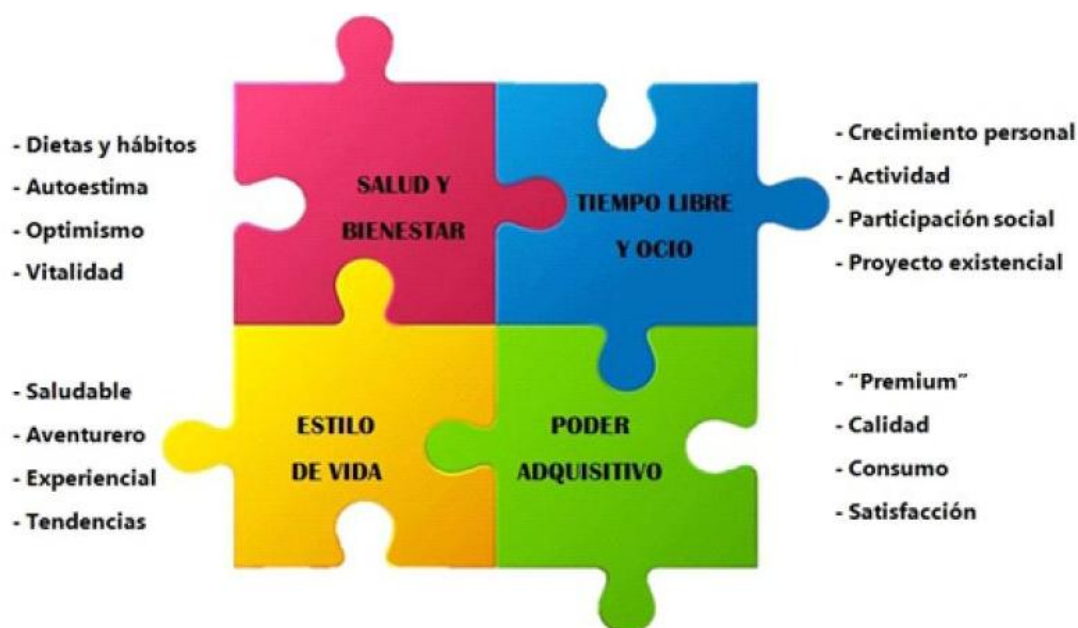 - Dietas y hábitos
- Autoestima
- Optimismo
- Vitalidad
SALUD Y
BIENESTAR
TIEMPO LIBRE
Y OCIO
- Crecimiento personal
- Actividad
- Participación social
- Proyecto existencial
- Saludable
- Aventurero
- Experiencial
- Tendencias
ESTILO
DE VIDA
PODER
ADQUISITIVO
- “Premium”
- Calidad
- Consumo
- Satisfacción